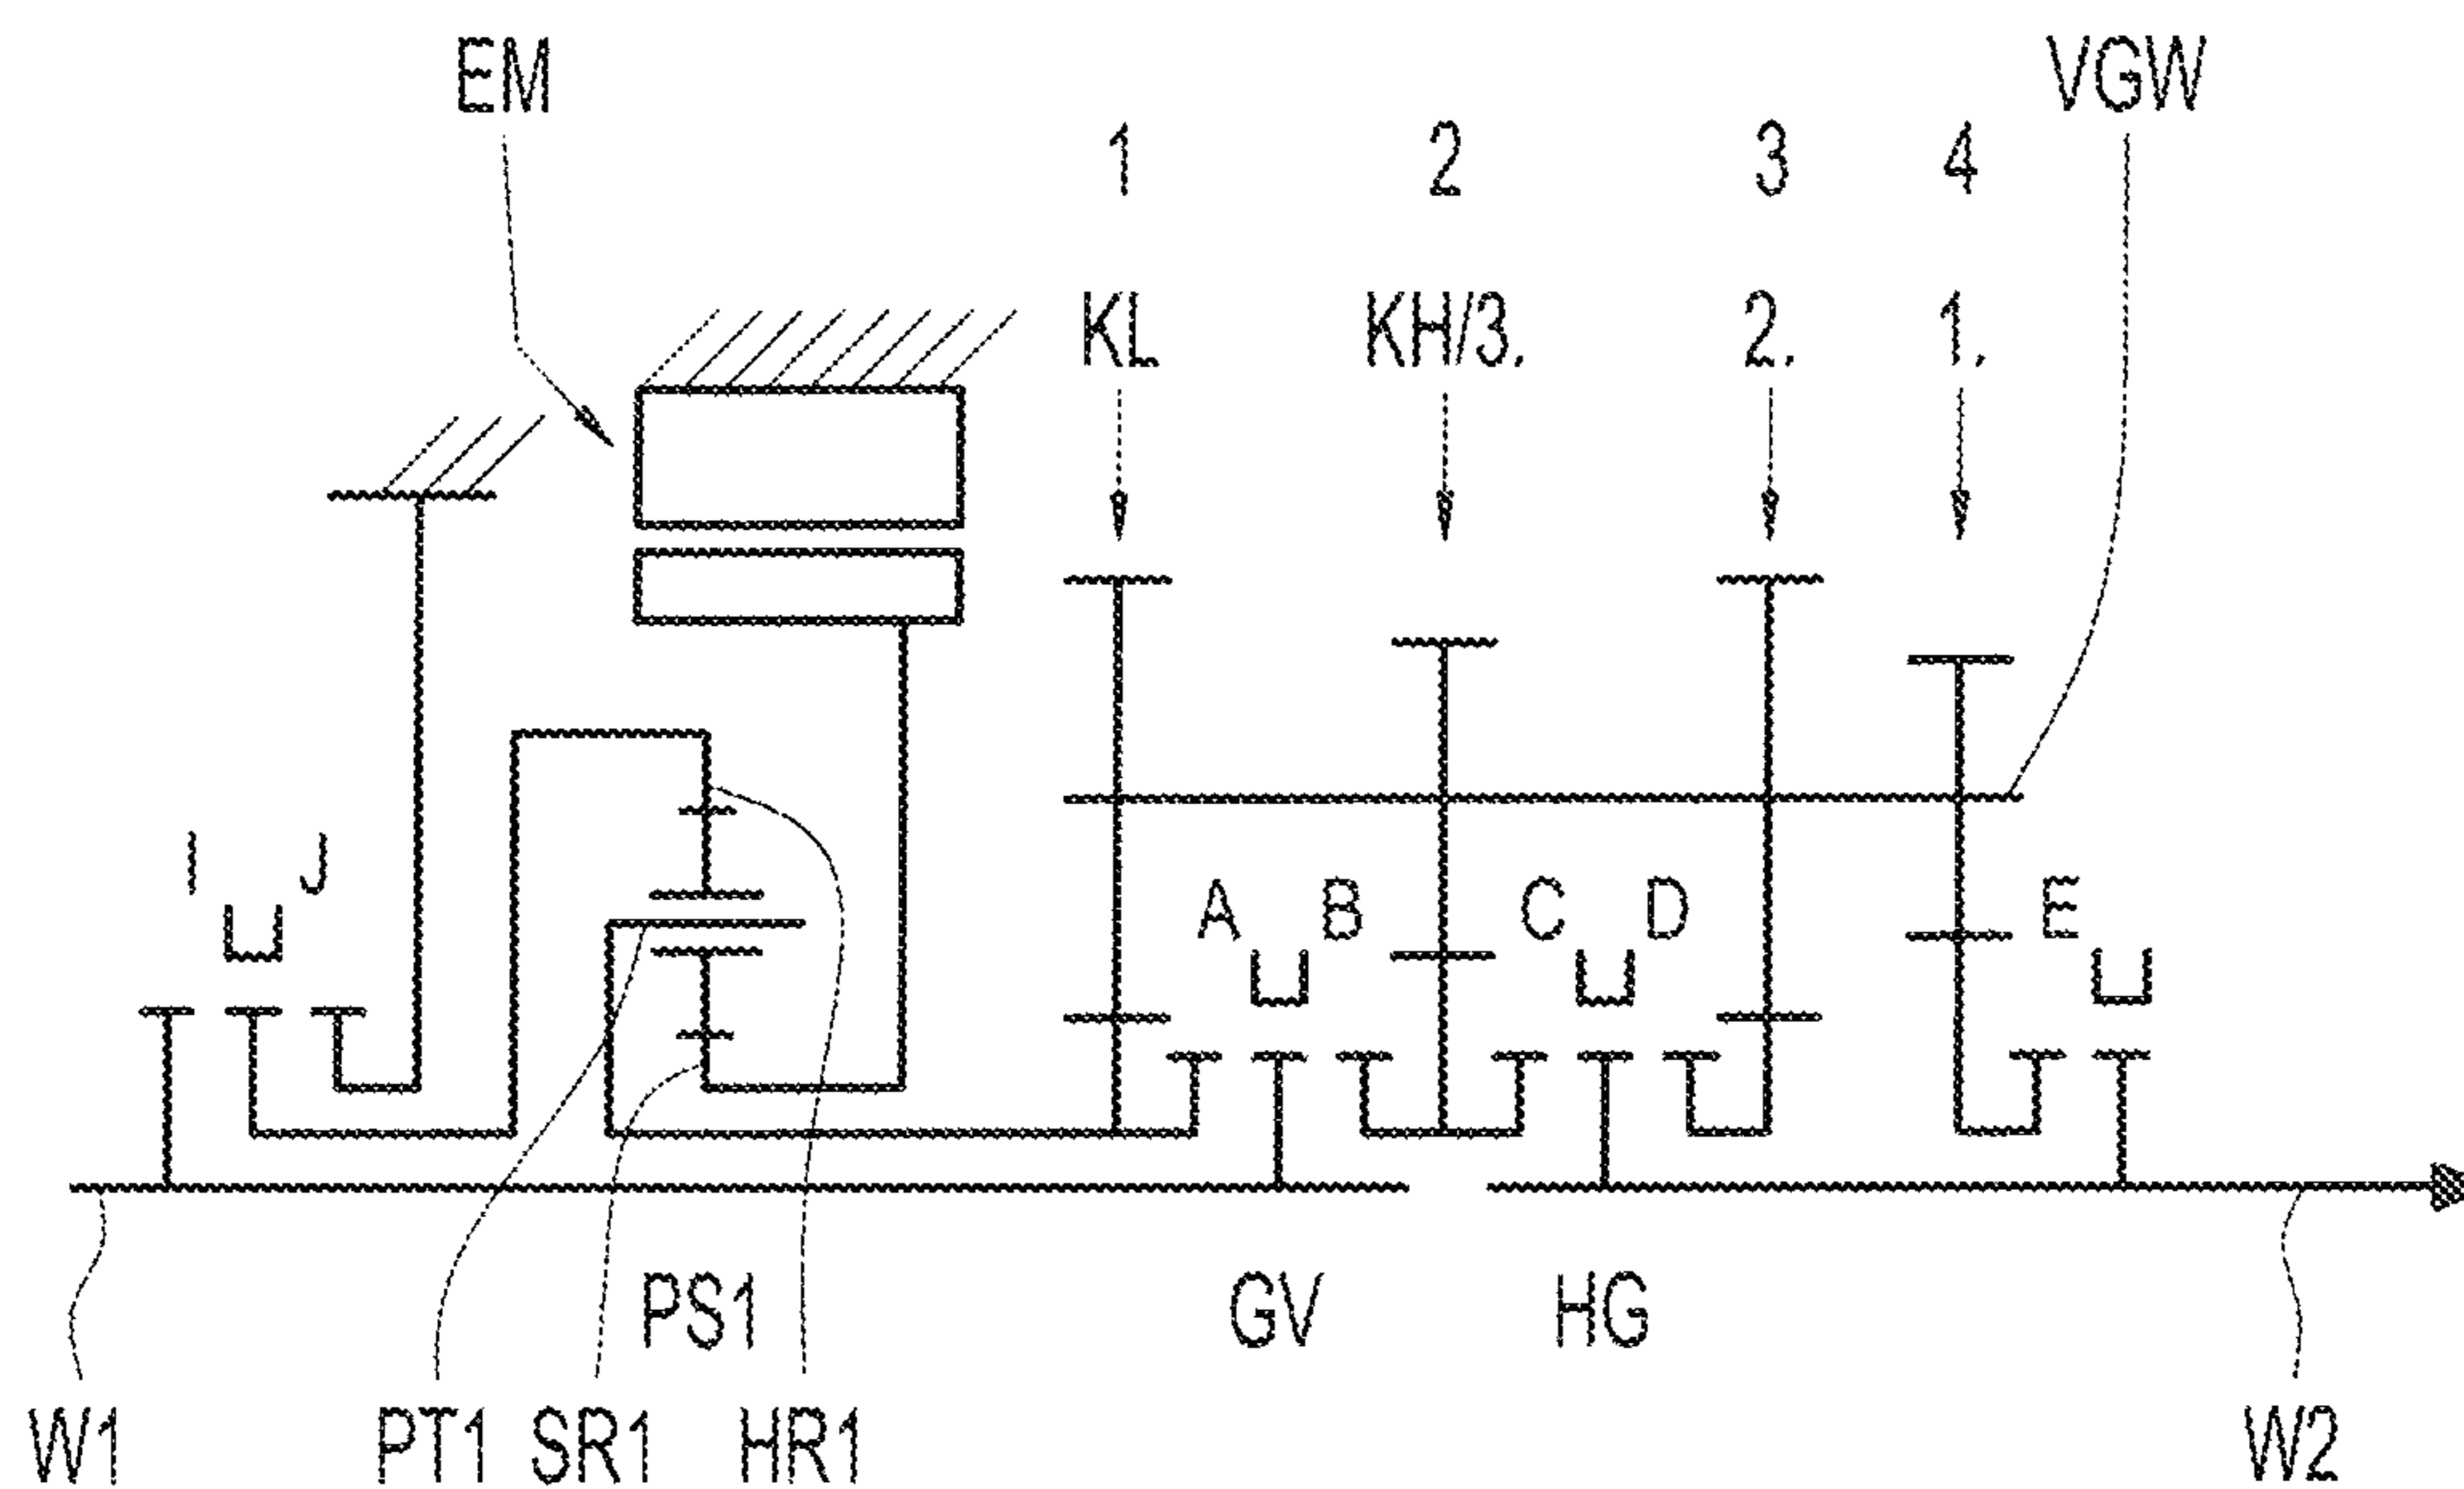 EM VGW
1 2 3 4
KL KH/3. 2. 1.
I J
A B C D E
PS1 GV HG
W1 PT1 SR1 HR1 W2